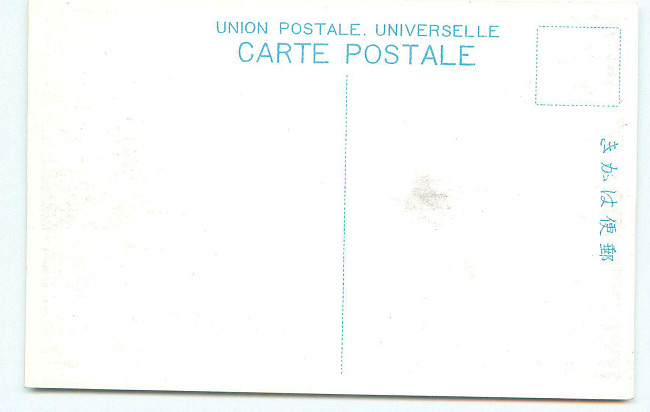 UNION POSTALE. UNIVERSELLE
CARTE POSTALE
郵便はがき